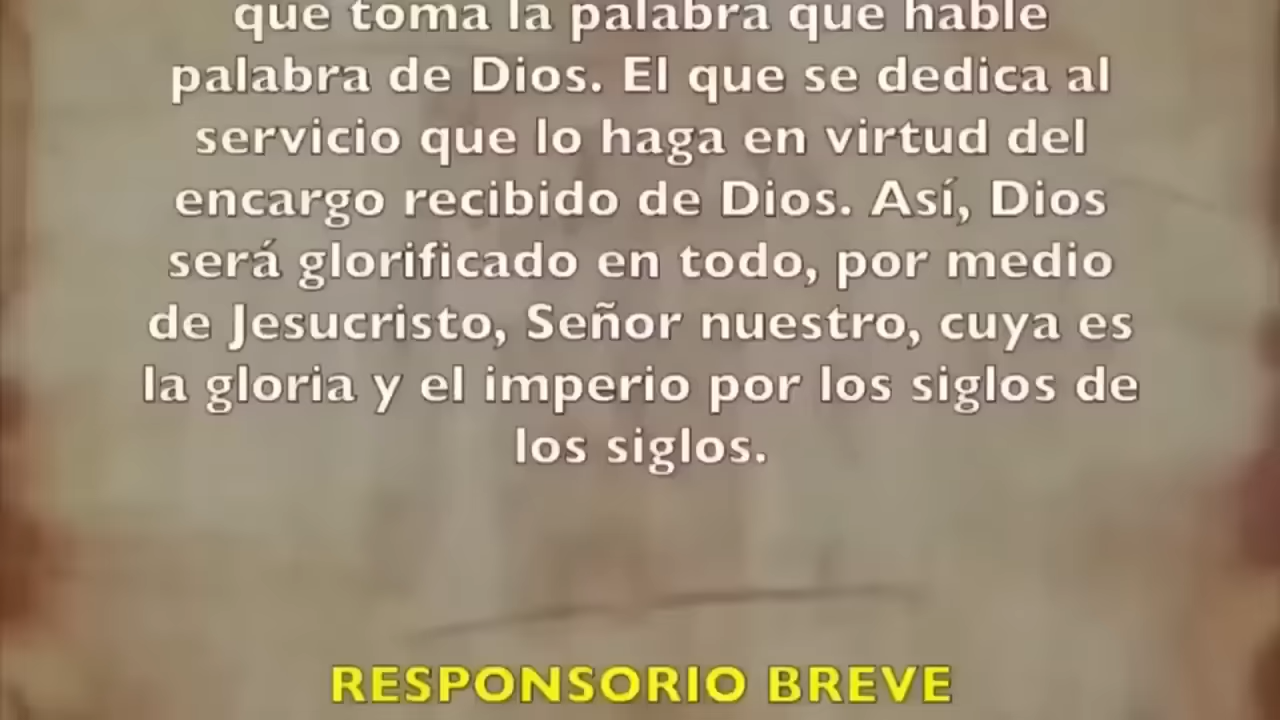 que toma la palabra que hable
palabra de Dios. El que se dedica al
servicio que lo haga en virtud del
encargo recibido de Dios. Así, Dios
será glorificado en todo, por medio
de Jesucristo, Señor nuestro, cuya es
la gloria y el imperio por los siglos de
los siglos.
RESPONSORIO BREVE